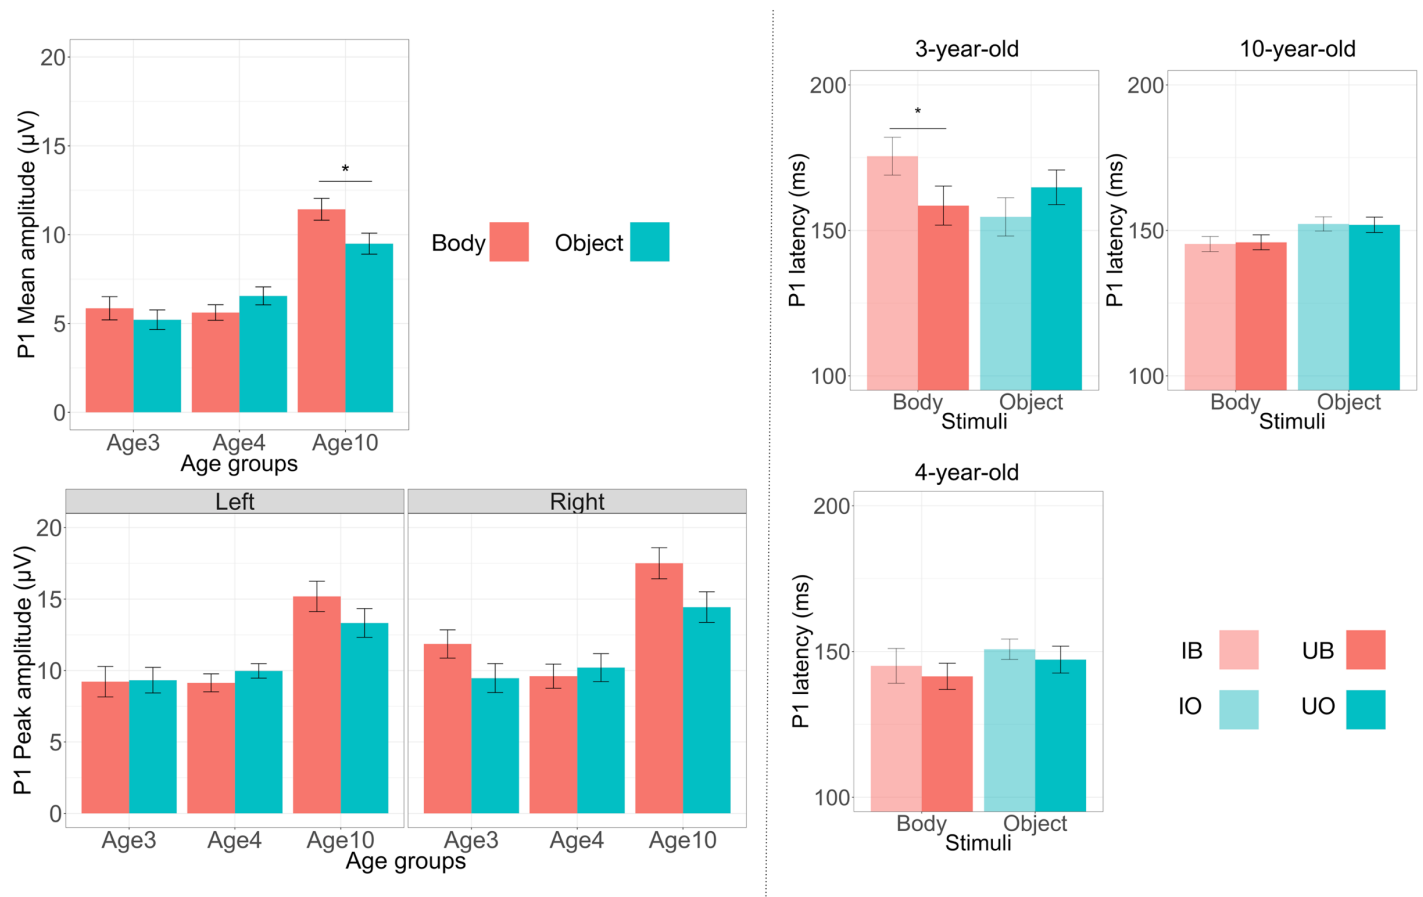 20
15
10
5
0
P1 Mean amplitude (µV)
*
Age3 Age4 Age10
Age groups
Body Object
Left Right
20
15
10
5
0
P1 Peak amplitude (µV)
Age3 Age4 Age10 Age3 Age4 Age10
Age groups
3-year-old
200
150
100
P1 latency (ms)
*
Body Object
Stimuli
10-year-old
200
150
100
P1 latency (ms)
Body Object
Stimuli
4-year-old
200
150
100
P1 latency (ms)
Body Object
Stimuli
IB UB
IO UO